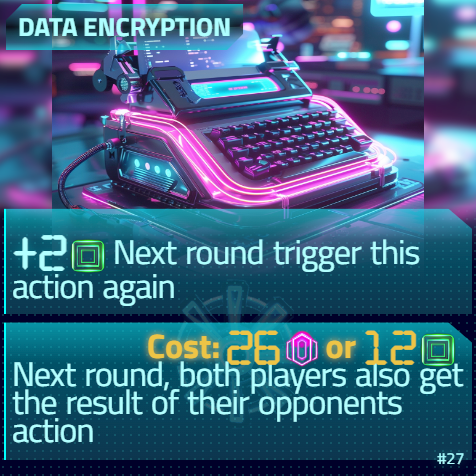 DATA ENCRYPTION
+2 Next round trigger this
action again
Cost: 26 or 12
Next round, both players also get
the result of their opponents
action
#27